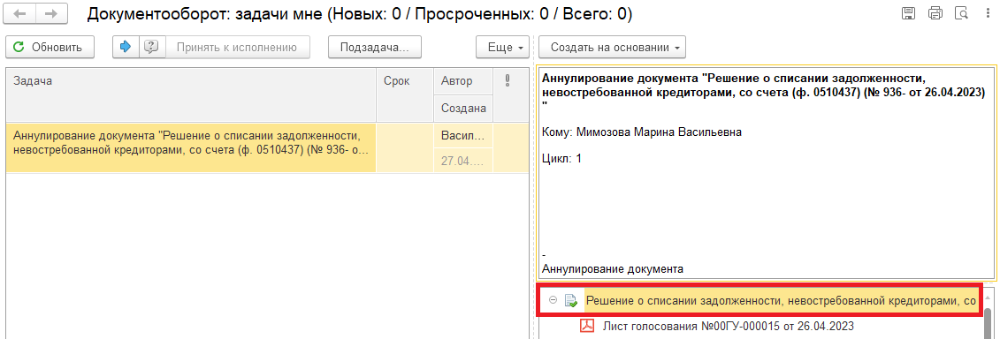 Документооборот: задачи мне (Новых: 0 / Просроченных: 0 / Всего: 0)
Обновить
Принять к исполнению
Подзадача...
Еще
Создать на основании
Задача
Срок
Автор
Создана
Аннулирование документа "Решение о списании задолженности,
невостребованной кредиторами, со счета (ф. 0510437) (№ 936- о...
Васил...
27.04....
Аннулирование документа "Решение о списании задолженности,
невостребованной кредиторами, со счета (ф. 0510437) (№ 936- от 26.04.2023)
"
Кому: Мимозова Марина Васильевна
Цикл: 1
-
Аннулирование документа
Решение о списании задолженности, невостребованной кредиторами, со
Лист голосования №00ГУ-000015 от 26.04.2023